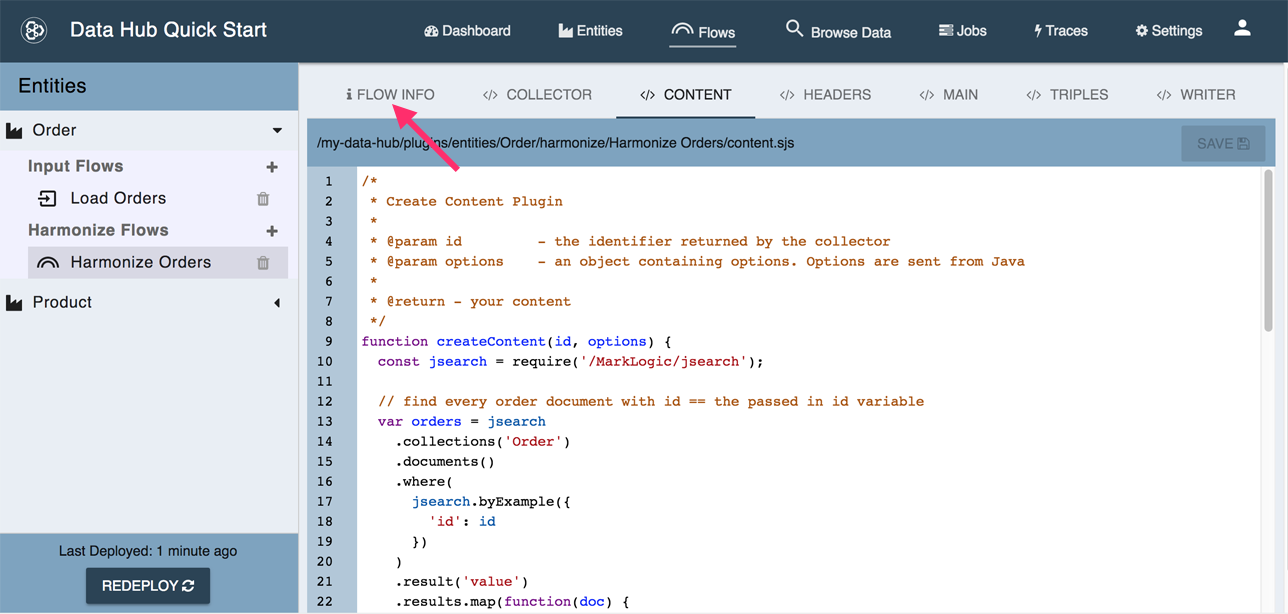 Data Hub Quick Start
Dashboard
Entities
Flows
Browse Data
Jobs
Traces
Settings
Entities
Order
Input Flows +
Load Orders
Harmonize Flows +
Harmonize Orders
Product
Last Deployed: 1 minute ago
REDEPLOY
FLOW INFO
</> COLLECTOR
</> CONTENT
</> HEADERS
</> MAIN
</> TRIPLES
</> WRITER
/my-data-hub/plugins/entities/Order/harmonize/Harmonize Orders/content.sjs
SAVE
1 /*
2  * Create Content Plugin
3  *
4  * @param id         - the identifier returned by the collector
5  * @param options    - an object containing options. Options are sent from Java
6  *
7  * @return - your content
8  */
9 function createContent(id, options) {
10   const jsearch = require('/MarkLogic/jsearch');
11
12   // find every order document with id == the passed in id variable
13   var orders = jsearch
14     .collections('Order')
15     .documents()
16     .where(
17       jsearch.byExample({
18         'id': id
19       })
20     )
21     .result('value')
22     .results.map(function(doc) {